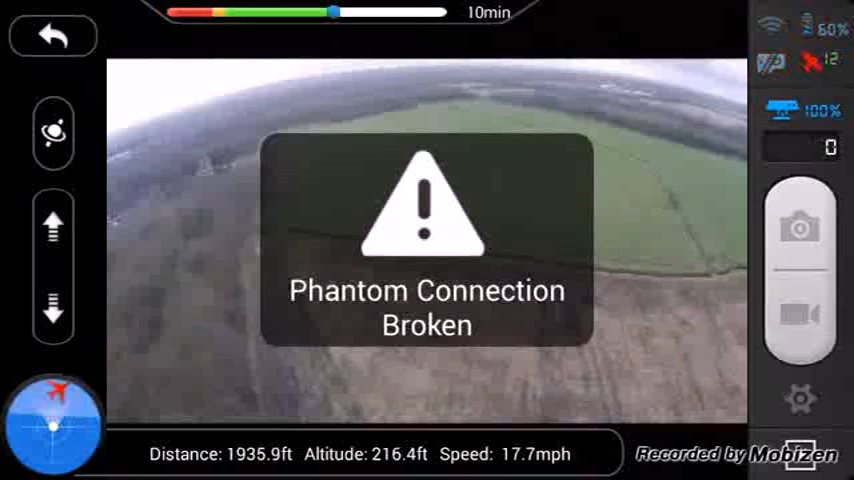 10min
60%
12
100%
0
Phantom Connection
Broken
Distance: 1935.9ft Altitude: 216.4ft Speed: 17.7mph
Recorded by Mobizen